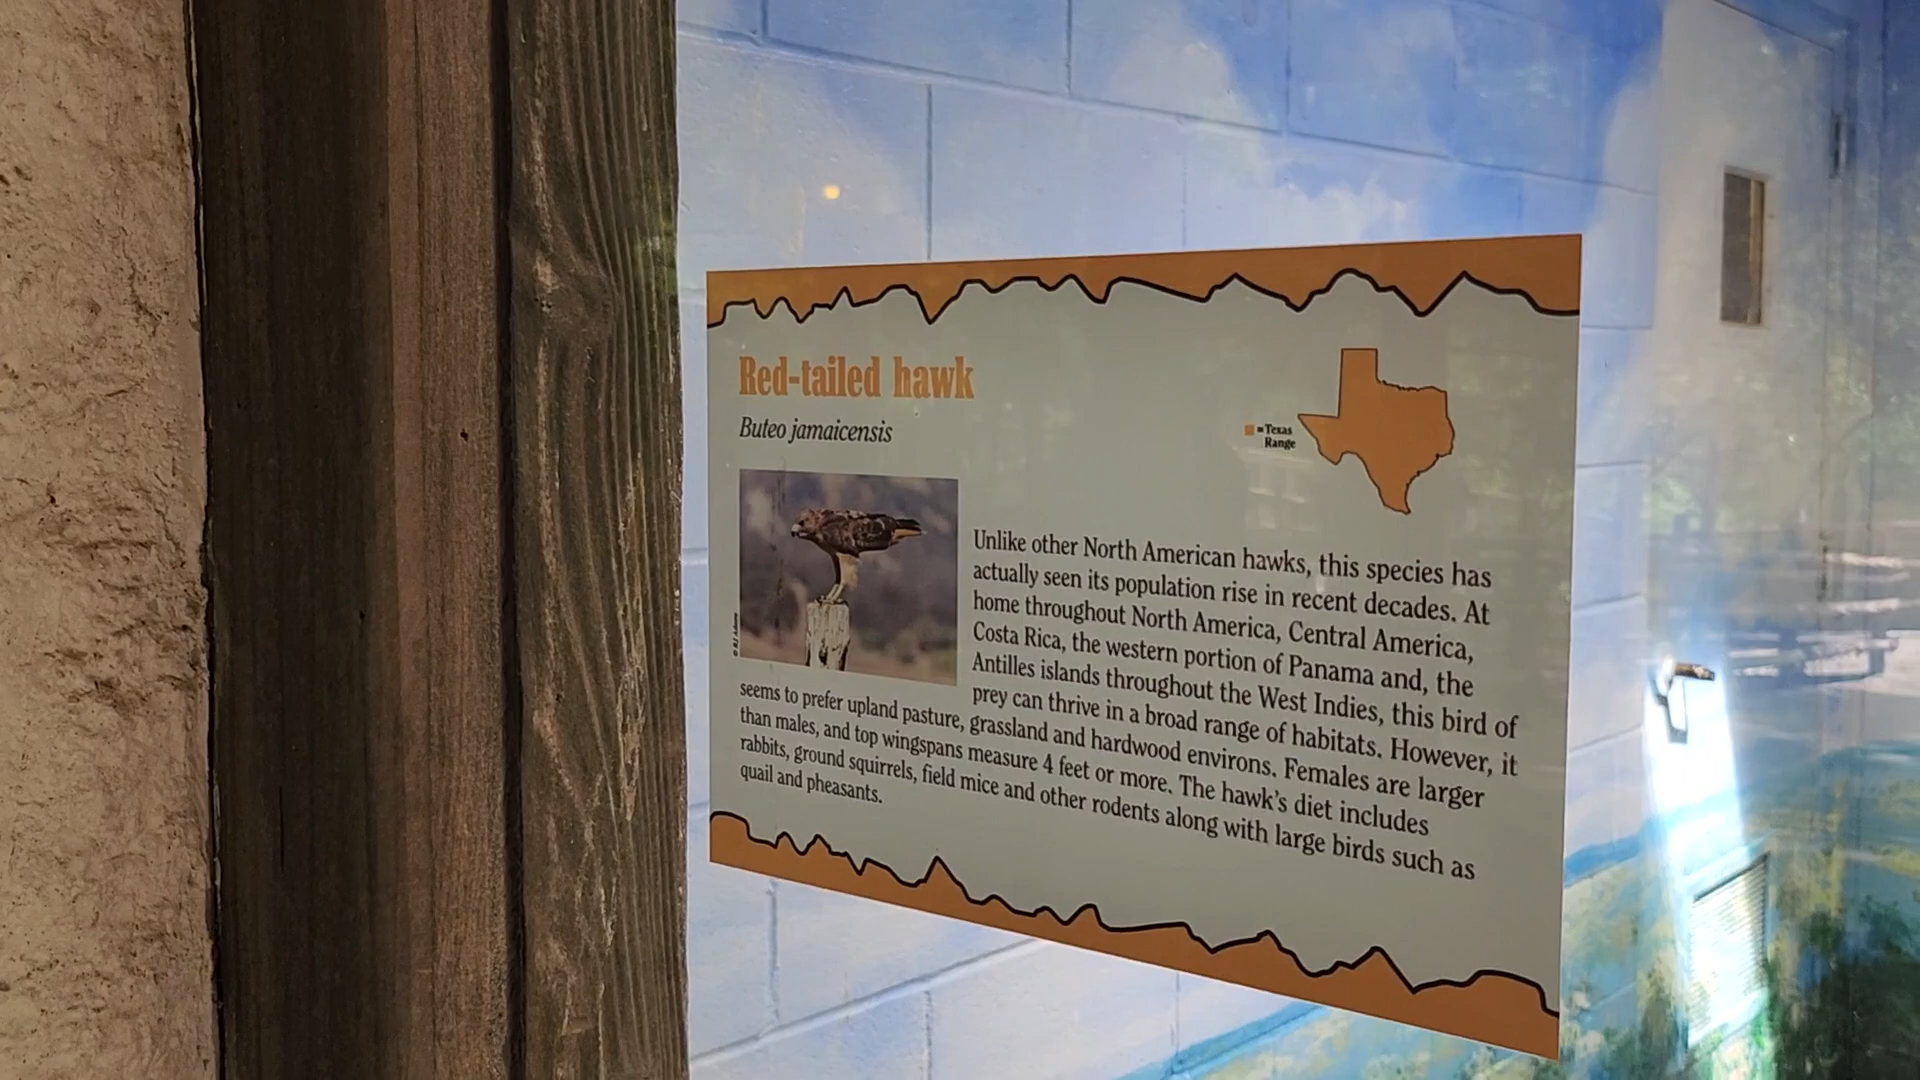 Red-tailed hawk
Buteo jamaicensis
=Texas
Range
Unlike other North American hawks, this species has
actually seen its population rise in recent decades. At
home throughout North America, Central America,
Costa Rica, the western portion of Panama and, the
Antilles islands throughout the West Indies, this bird of
prey can thrive in a broad range of habitats. However, it
seems to prefer upland pasture, grassland and hardwood environs. Females are larger
than males, and top wingspans measure 4 feet or more. The hawk's diet includes
rabbits, ground squirrels, field mice and other rodents along with large birds such as
quail and pheasants.